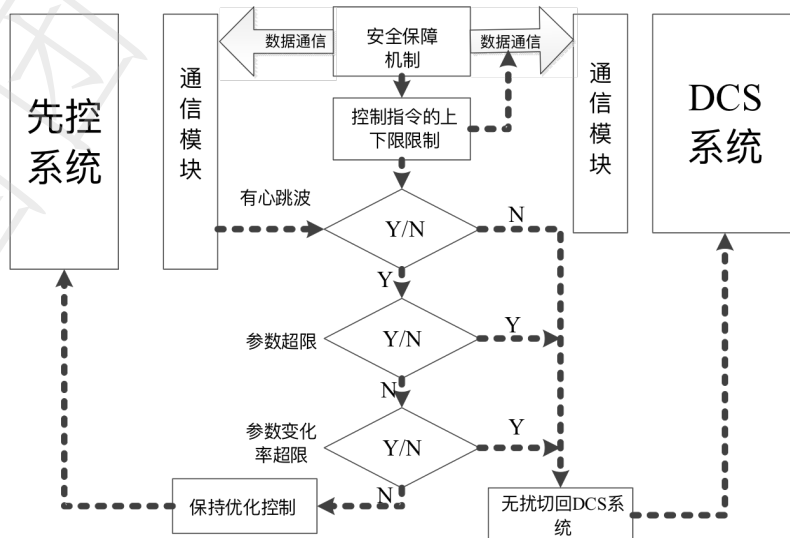 数据通信
安全保障
机制
数据通信
先控
系统
通
信
模
块
控制指令的上
下限限制
通
信
模
块
DCS
系统
有心跳波
Y/N
N
Y
参数超限
Y/N
Y
N
参数变化
率超限
Y/N
Y
N
保持优化控制
无扰切回DCS系
统